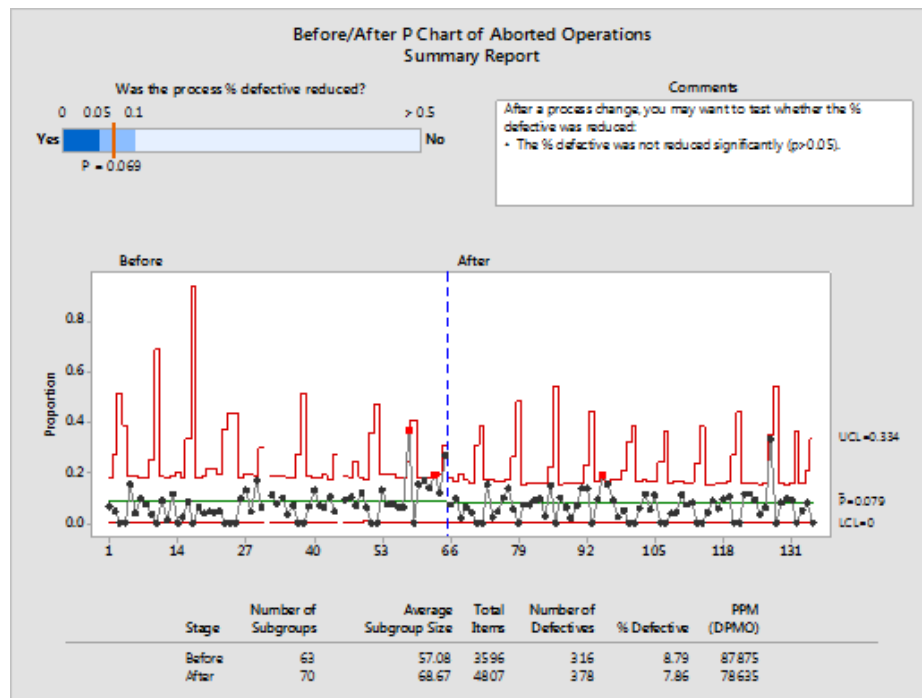 Before/After P Chart of Aborted Operations
Summary Report
Was the process % defective reduced?
0 0.05 0.1 > 0.5
Yes No
P = 0.069
Comments
After a process change, you may want to test whether the %
defective was reduced:
• The % defective was not reduced significantly (p>0.05).
Before After
Proportion
0.8
0.6
0.4
0.2
0.0
UCL=0.334
P̄=0.079
LCL=0
1 14 27 40 53 66 79 92 105 118 131
Number of Average Total Number of PPM
Stage Subgroups Subgroup Size Items Defectives % Defective (DPMO)
Before 63 57.08 3596 316 8.79 87875
After 70 68.67 4807 378 7.86 78635